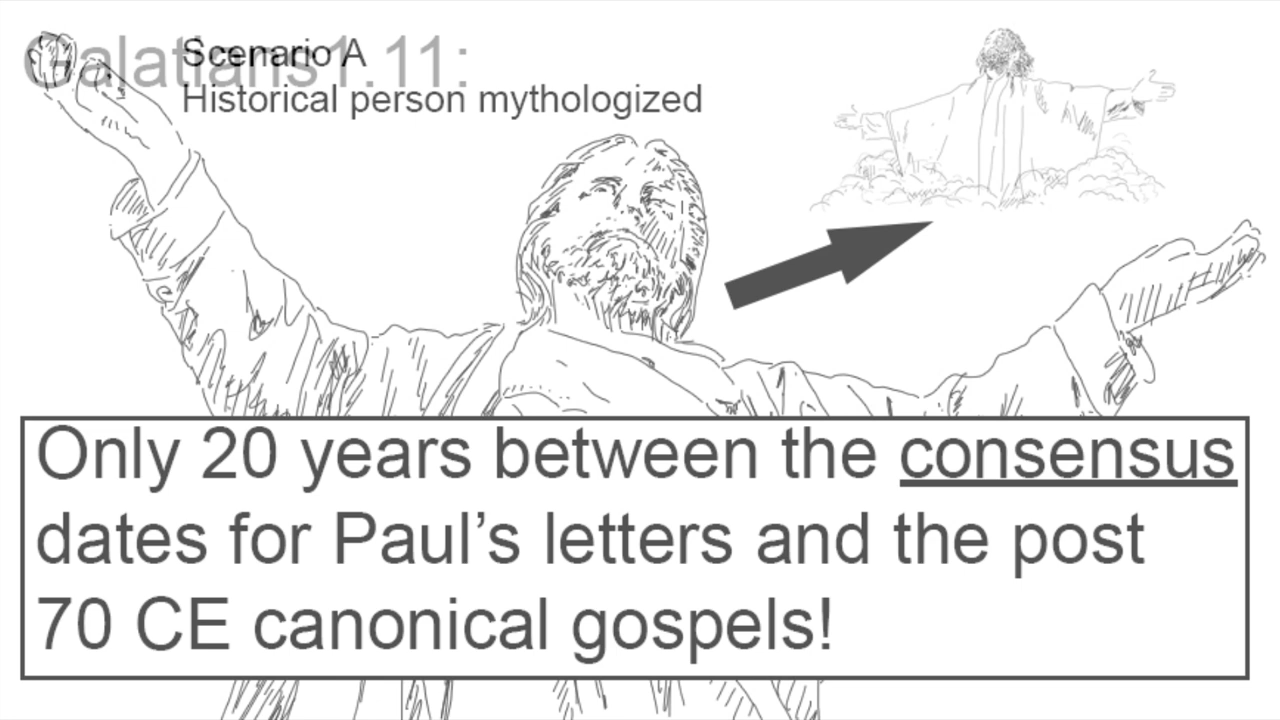 Galatians 1.11:
Scenario A
Historical person mythologized
Only 20 years between the consensus
dates for Paul’s letters and the post
70 CE canonical gospels!